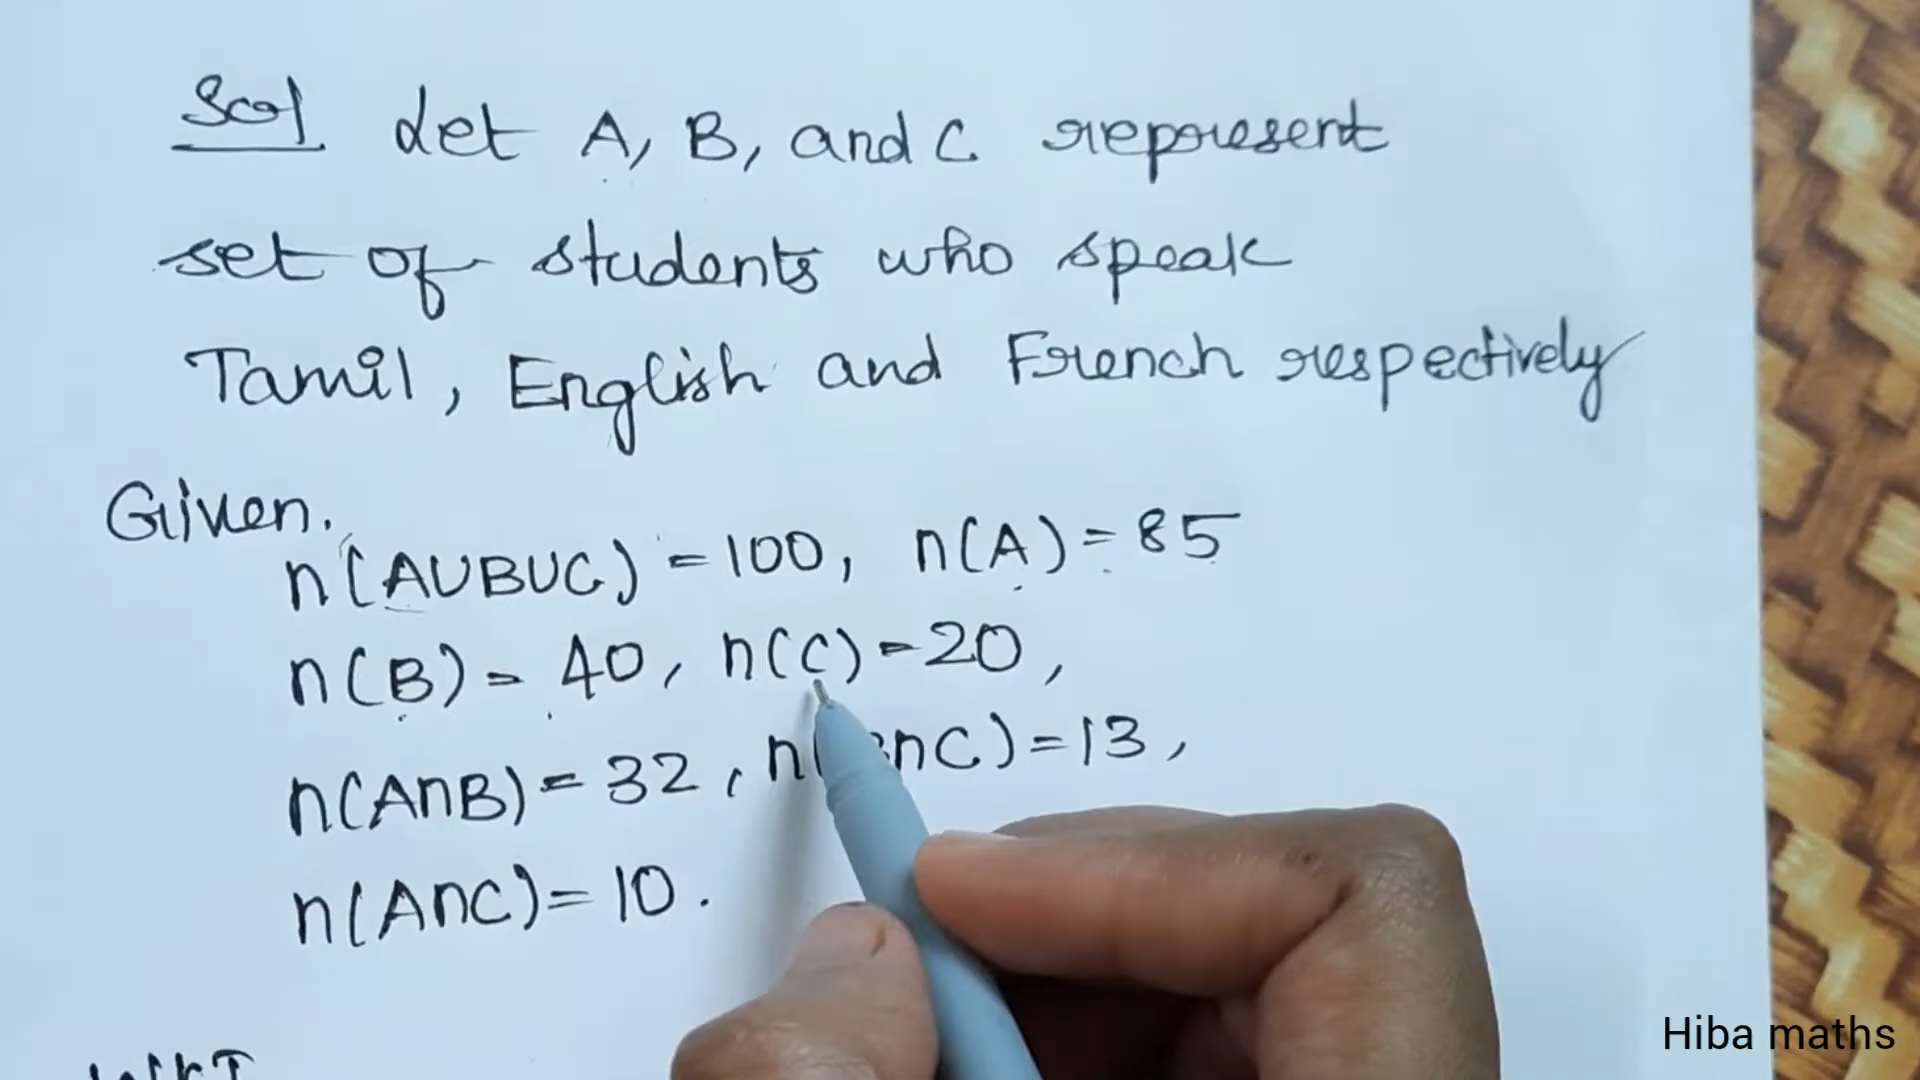 Sol Let A, B, and C represent
set of students who speak
Tamil, English and French respectively
Given.
n(AUBUC) = 100, n(A) = 85
n(B) = 40, n(C) = 20,
n(A∩B) = 32, n( ∩C) = 13,
n(A∩C) = 10.
Hiba maths